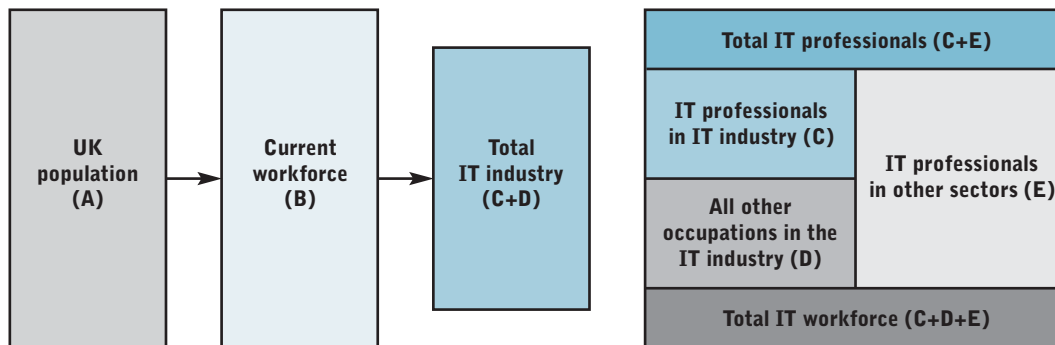 UK
population
(A)
Current
workforce
(B)
Total
IT industry
(C+D)
Total IT professionals (C+E)
IT professionals
in IT industry (C)
IT professionals
in other sectors (E)
All other
occupations in the
IT industry (D)
Total IT workforce (C+D+E)